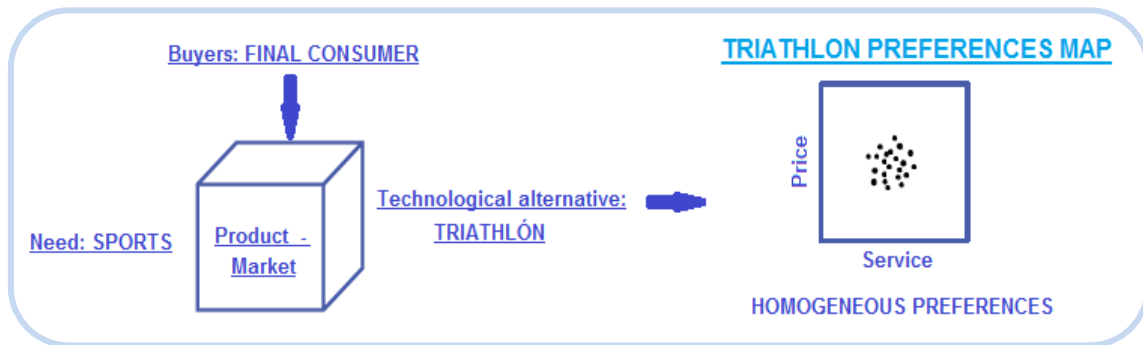 Buyers: FINAL CONSUMER
Need: SPORTS
Product -
Market
Technological alternative:
TRIATHLÓN
TRIATHLON PREFERENCES MAP
Price
Service
HOMOGENEOUS PREFERENCES